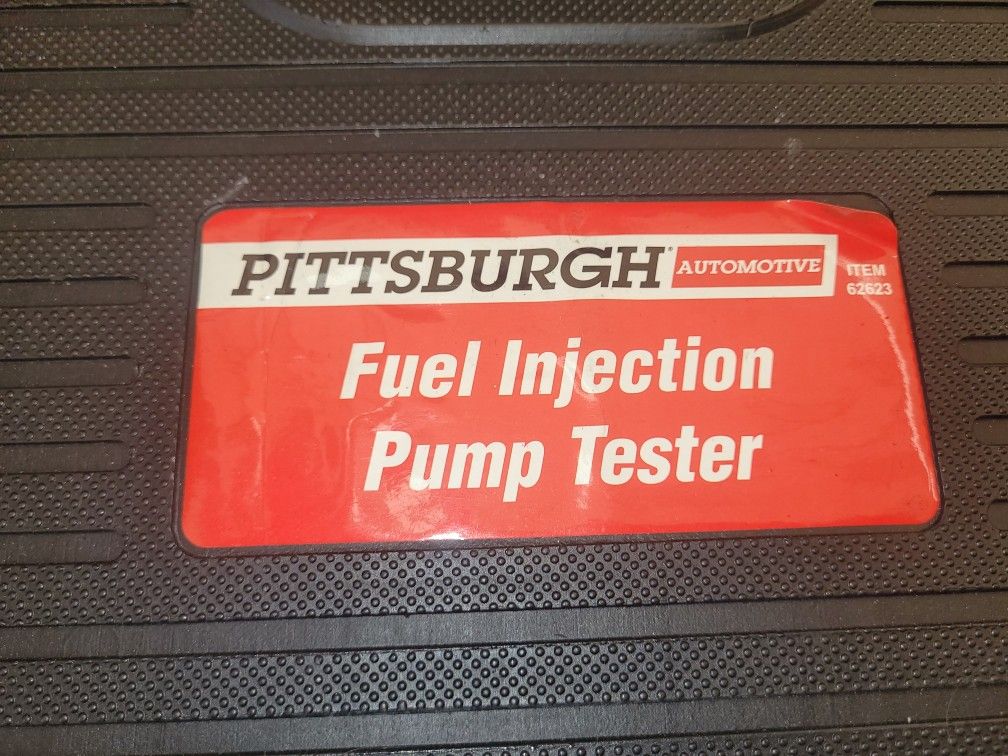 PITTSBURGH® AUTOMOTIVE
ITEM
62623
Fuel Injection
Pump Tester